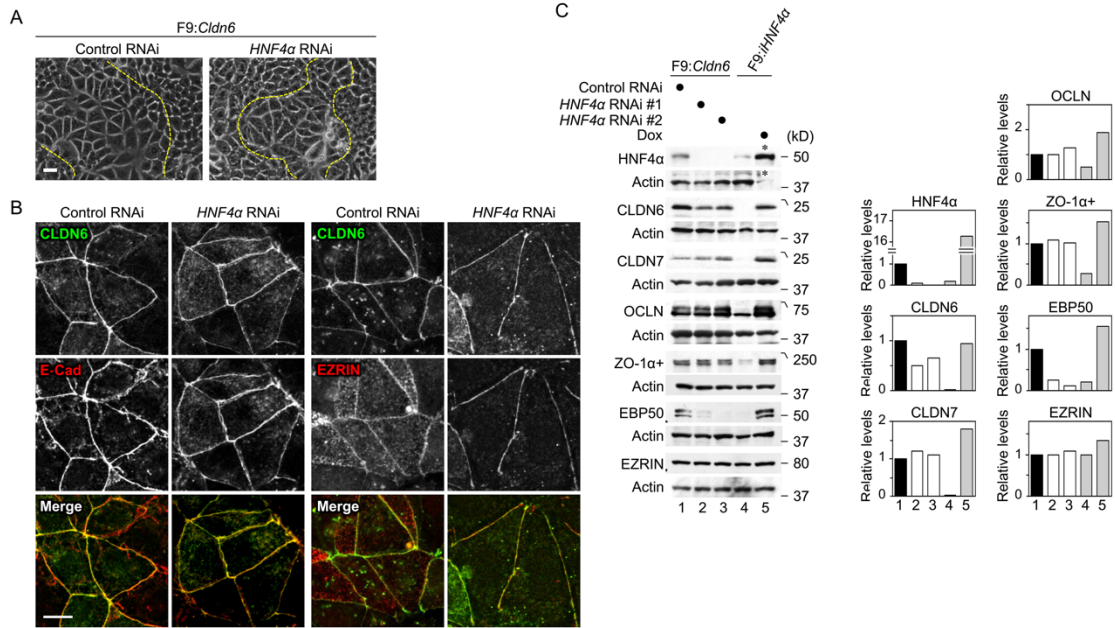 A
F9:Cldn6
Control RNAi
HNF4α RNAi
B
Control RNAi
HNF4α RNAi
Control RNAi
HNF4α RNAi
CLDN6
CLDN6
E-Cad
EZRIN
Merge
Merge
C
F9:Cldn6
F9:iHNF4α
Control RNAi
HNF4α RNAi #1
HNF4α RNAi #2
Dox
(kD)
HNF4α
*
50
Actin
*
37
CLDN6
25
Actin
37
CLDN7
25
Actin
37
OCLN
75
Actin
37
ZO-1α+
250
Actin
37
EBP50
50
Actin
37
EZRIN
80
Actin
37
1 2 3 4 5
OCLN
Relative levels
2
1
0
HNF4α
Relative levels
17
16
1
0
ZO-1α+
Relative levels
1
0
CLDN6
Relative levels
1
0
EBP50
Relative levels
1
0
CLDN7
Relative levels
2
1
0
1 2 3 4 5
EZRIN
Relative levels
1
0
1 2 3 4 5